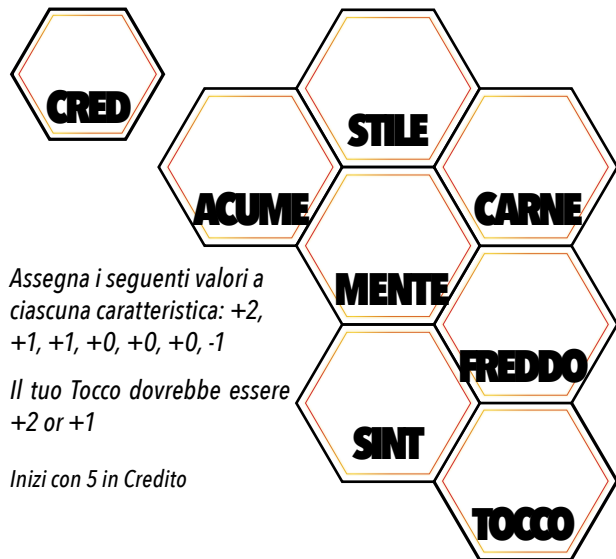 CRED
STILE
ACUME
CARNE
MENTE
FREDDO
SINT
TOCCO
Assegna i seguenti valori a
ciascuna caratteristica: +2,
+1, +1, +0, +0, +0, -1
Il tuo Tocco dovrebbe essere
+2 or +1
Inizi con 5 in Credito